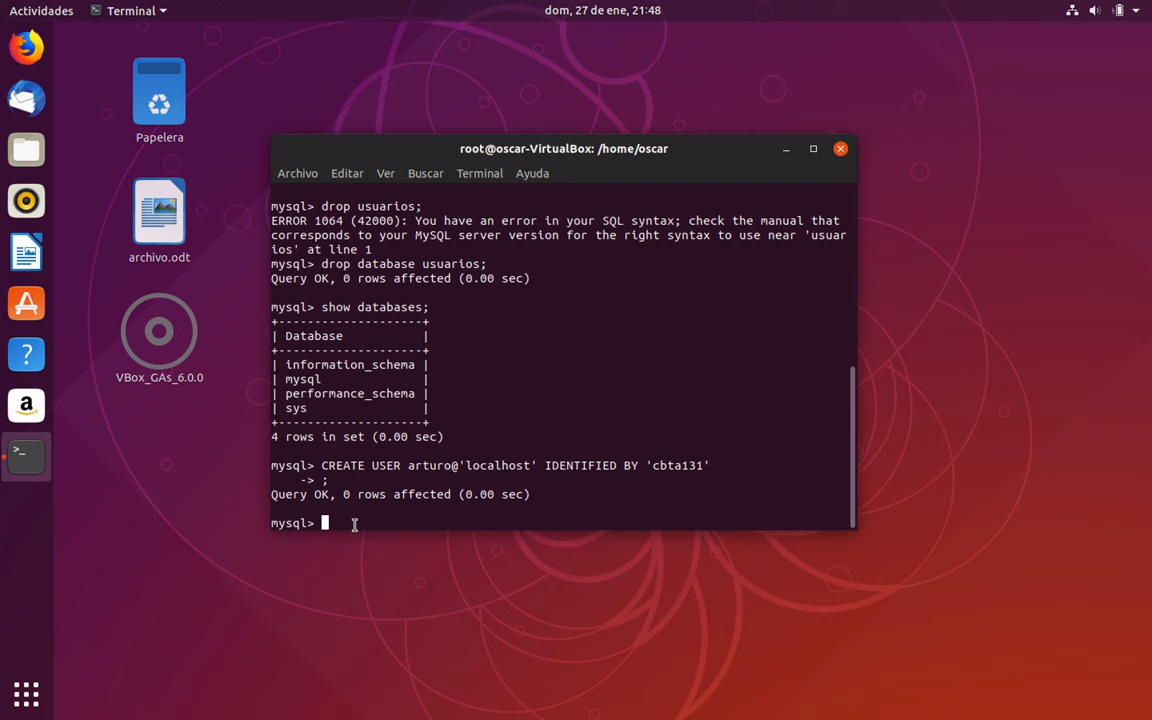 Actividades
Terminal
dom, 27 de ene, 21:48
Papelera
archivo.odt
VBox_GAs_6.0.0
root@oscar-VirtualBox: /home/oscar
Archivo Editar Ver Buscar Terminal Ayuda
mysql> drop usuarios;
ERROR 1064 (42000): You have an error in your SQL syntax; check the manual that
corresponds to your MySQL server version for the right syntax to use near 'usuar
ios' at line 1
mysql> drop database usuarios;
Query OK, 0 rows affected (0.00 sec)
mysql> show databases;
+--------------------+
| Database           |
+--------------------+
| information_schema |
| mysql              |
| performance_schema |
| sys                |
+--------------------+
4 rows in set (0.00 sec)
mysql> CREATE USER arturo@'localhost' IDENTIFIED BY 'cbta131'
    -> ;
Query OK, 0 rows affected (0.00 sec)
mysql>